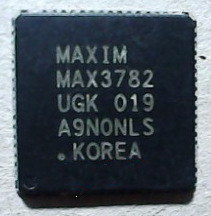 MAXIM
MAX3782
UGK 019
A9N0NLS
.KOREA